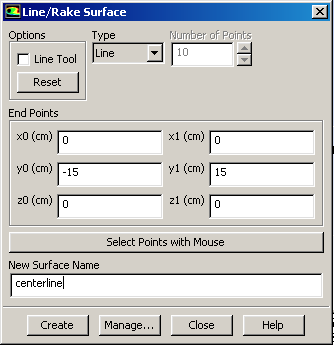 Line/Rake Surface
Options Type Number of Points
Line Tool Line 10
Reset
End Points
x0 (cm) 0 x1 (cm) 0
y0 (cm) -15 y1 (cm) 15
z0 (cm) 0 z1 (cm) 0
Select Points with Mouse
New Surface Name
centerline
Create Manage... Close Help